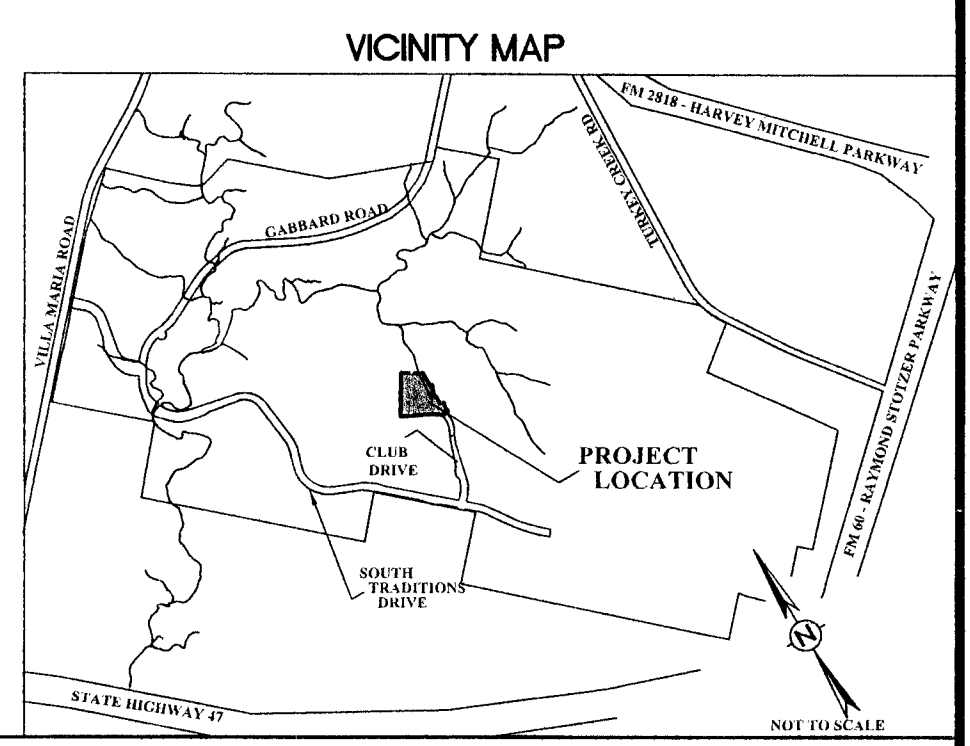 VICINITY MAP
FM 2818 - HARVEY MITCHELL PARKWAY
TURKEY CREEK RD
GABBARD ROAD
VILLA MARIA ROAD
FM 60 - RAYMOND STOTZER PARKWAY
CLUB
DRIVE
PROJECT
LOCATION
SOUTH
TRADITIONS
DRIVE
STATE HIGHWAY 47
N
NOT TO SCALE